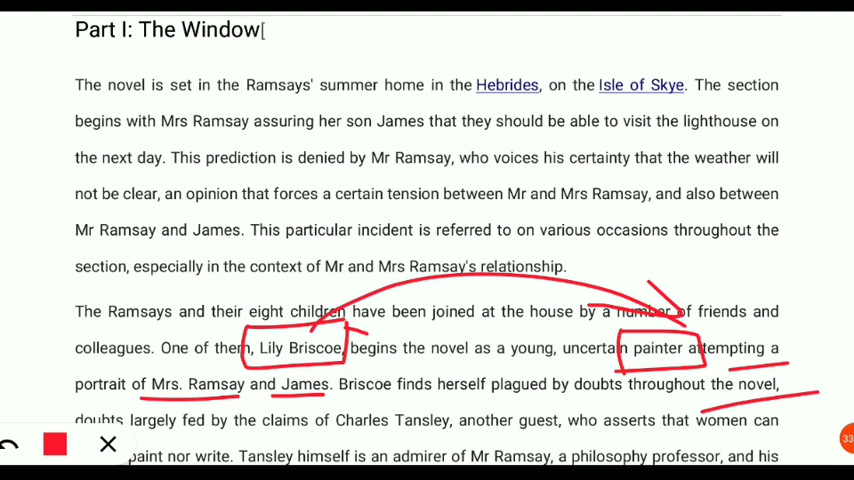 Part I: The Window[
The novel is set in the Ramsays' summer home in the Hebrides, on the Isle of Skye. The section
begins with Mrs Ramsay assuring her son James that they should be able to visit the lighthouse on
the next day. This prediction is denied by Mr Ramsay, who voices his certainty that the weather will
not be clear, an opinion that forces a certain tension between Mr and Mrs Ramsay, and also between
Mr Ramsay and James. This particular incident is referred to on various occasions throughout the
section, especially in the context of Mr and Mrs Ramsay's relationship.
The Ramsays and their eight children have been joined at the house by a number of friends and
colleagues. One of them, Lily Briscoe, begins the novel as a young, uncertain painter attempting a
portrait of Mrs. Ramsay and James. Briscoe finds herself plagued by doubts throughout the novel,
doubts largely fed by the claims of Charles Tansley, another guest, who asserts that women can
paint nor write. Tansley himself is an admirer of Mr Ramsay, a philosophy professor, and his
33